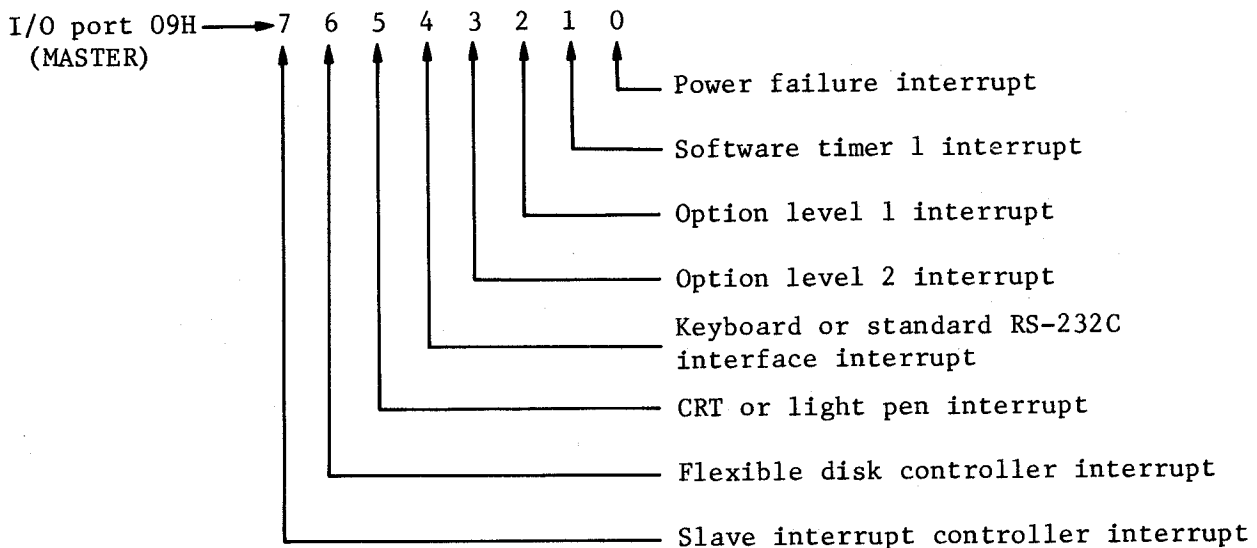 I/O port 09H 7 6 5 4 3 2 1 0
(MASTER)
Power failure interrupt
Software timer 1 interrupt
Option level 1 interrupt
Option level 2 interrupt
Keyboard or standard RS-232C
interface interrupt
CRT or light pen interrupt
Flexible disk controller interrupt
Slave interrupt controller interrupt